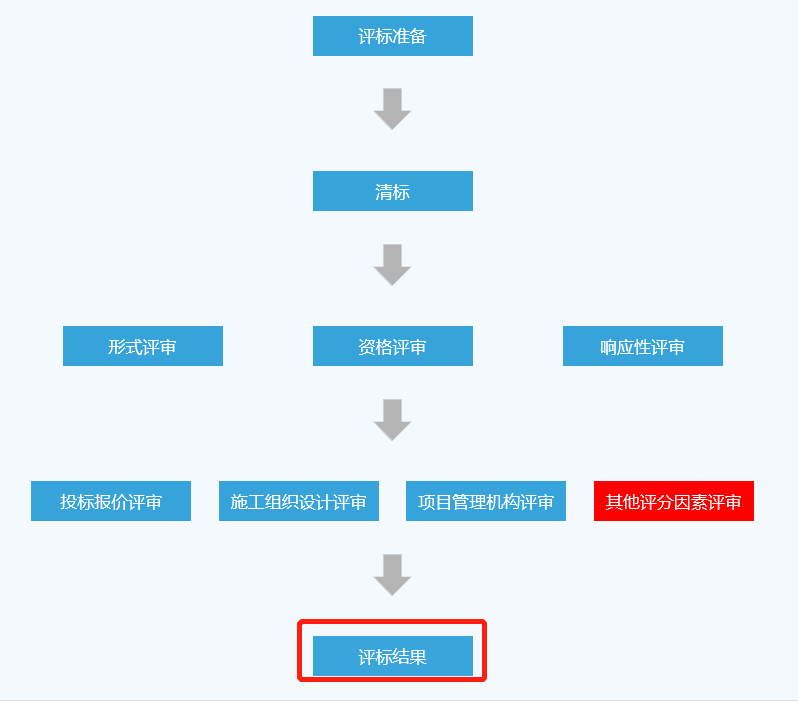 评标准备
清标
形式评审
资格评审
响应性评审
投标报价评审
施工组织设计评审
项目管理机构评审
其他评分因素评审
评标结果